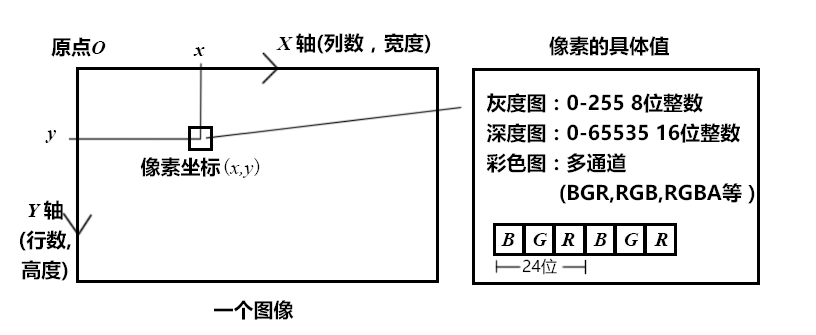 原点O
x
X 轴(列数，宽度)
y
像素坐标(x,y)
Y 轴
(行数,
高度)
一个图像
像素的具体值
灰度图：0-255 8位整数
深度图：0-65535 16位整数
彩色图：多通道
(BGR,RGB,RGBA等 )
B G R B G R
24位